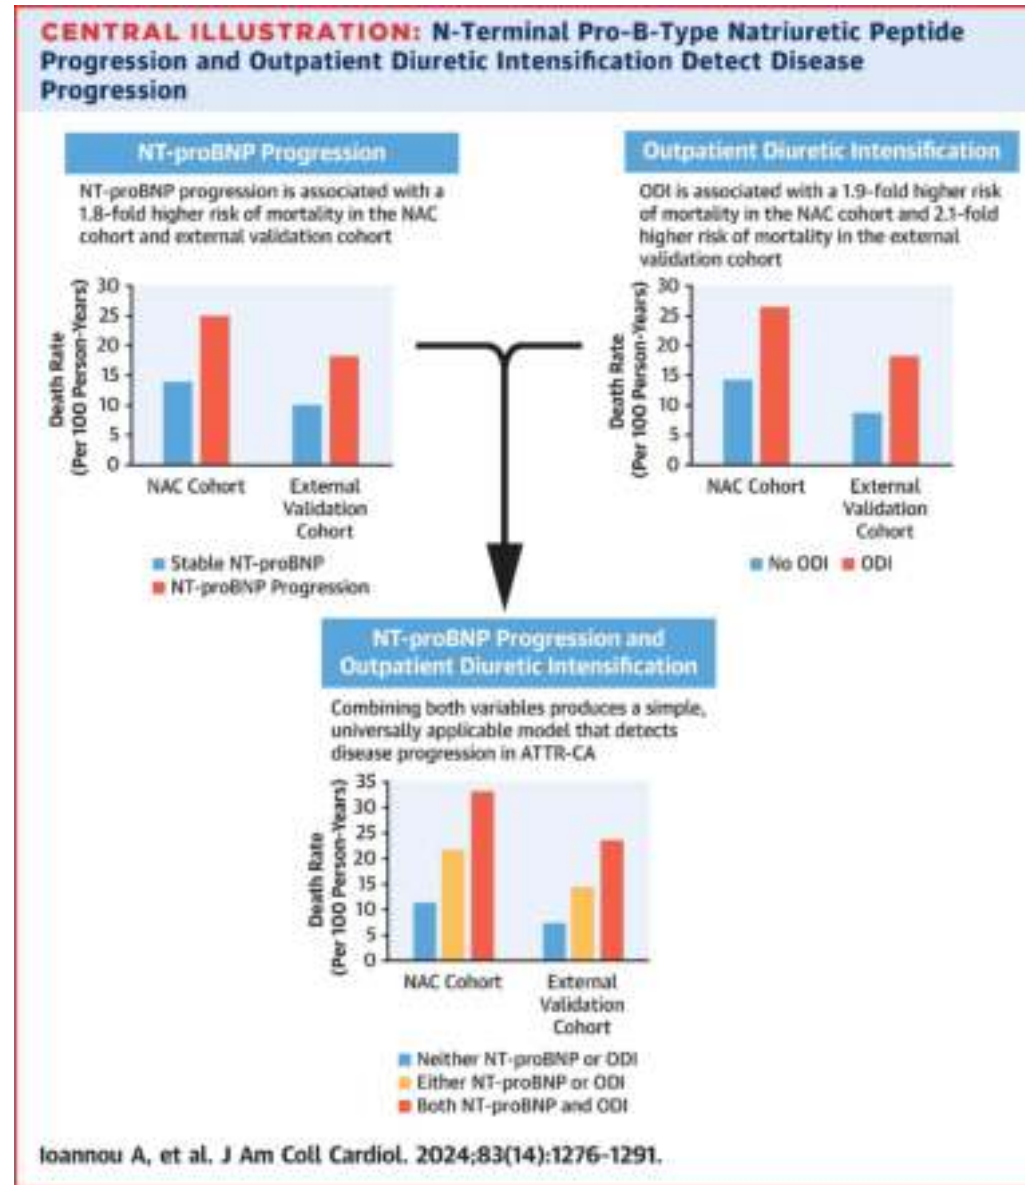 CENTRAL ILLUSTRATION: N-Terminal Pro-B-Type Natriuretic Peptide
Progression and Outpatient Diuretic Intensification Detect Disease
Progression
NT-proBNP Progression
NT-proBNP progression is associated with a
1.8-fold higher risk of mortality in the NAC
cohort and external validation cohort
Death Rate
(Per 100 Person-Years)
30
25
20
15
10
5
0
NAC Cohort
External
Validation
Cohort
Stable NT-proBNP
NT-proBNP Progression
Outpatient Diuretic Intensification
ODI is associated with a 1.9-fold higher risk
of mortality in the NAC cohort and 2.1-fold
higher risk of mortality in the external
validation cohort
Death Rate
(Per 100 Person-Years)
30
25
20
15
10
5
0
NAC Cohort
External
Validation
Cohort
No ODI
ODI
NT-proBNP Progression and
Outpatient Diuretic Intensification
Combining both variables produces a simple,
universally applicable model that detects
disease progression in ATTR-CA
Death Rate
(Per 100 Person-Years)
35
30
25
20
15
10
5
0
NAC Cohort
External
Validation
Cohort
Neither NT-proBNP or ODI
Either NT-proBNP or ODI
Both NT-proBNP and ODI
Ioannou A, et al. J Am Coll Cardiol. 2024;83(14):1276-1291.